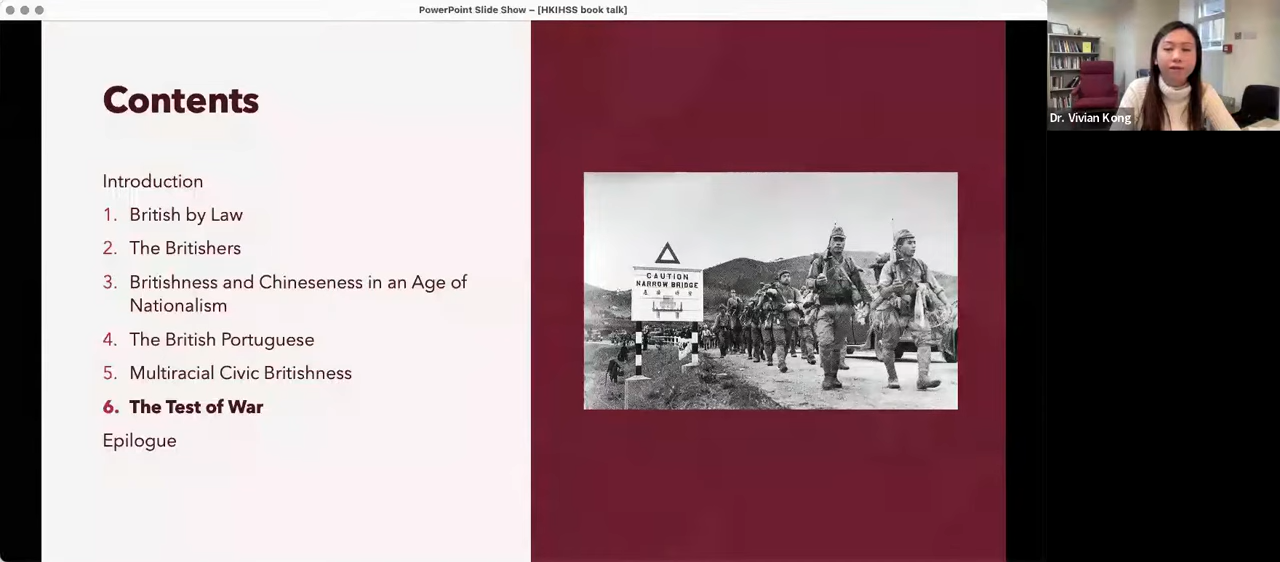 PowerPoint Slide Show – [HKIHSS book talk]
Contents
Introduction
1. British by Law
2. The Britishers
3. Britishness and Chineseness in an Age of
Nationalism
4. The British Portuguese
5. Multiracial Civic Britishness
6. The Test of War
Epilogue
CAUTION
NARROW BRIDGE
Dr. Vivian Kong